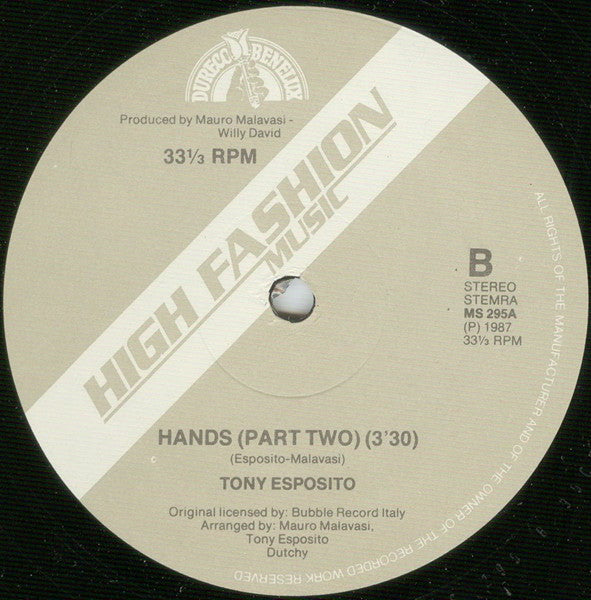 DURECO BENELUX
Produced by Mauro Malavasi -
Willy David
33⅓ RPM
HIGH FASHION
MUSIC
B
STEREO
STEMRA
MS 295A
(P) 1987
33⅓ RPM
HANDS (PART TWO) (3'30)
(Esposito-Malavasi)
TONY ESPOSITO
Original licensed by: Bubble Record Italy
Arranged by: Mauro Malavasi,
Tony Esposito
Dutchy
ALL RIGHTS OF THE MANUFACTURER AND OF THE OWNER OF THE RECORDED WORK RESERVED